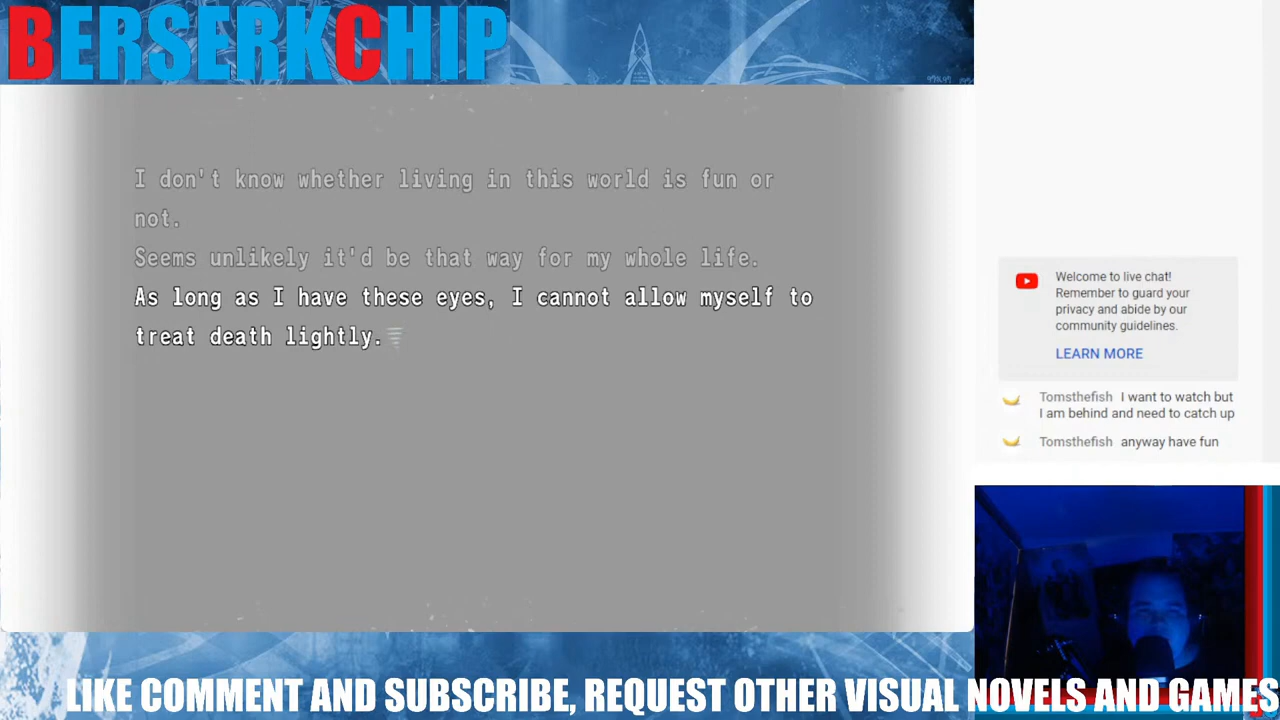 BERSERKCHIP
I don't know whether living in this world is fun or
not.
Seems unlikely it'd be that way for my whole life.
As long as I have these eyes, I cannot allow myself to
treat death lightly.
Welcome to live chat!
Remember to guard your
privacy and abide by our
community guidelines.
LEARN MORE
Tomsthefish I want to watch but
I am behind and need to catch up
Tomsthefish anyway have fun
LIKE COMMENT AND SUBSCRIBE, REQUEST OTHER VISUAL NOVELS AND GAMES